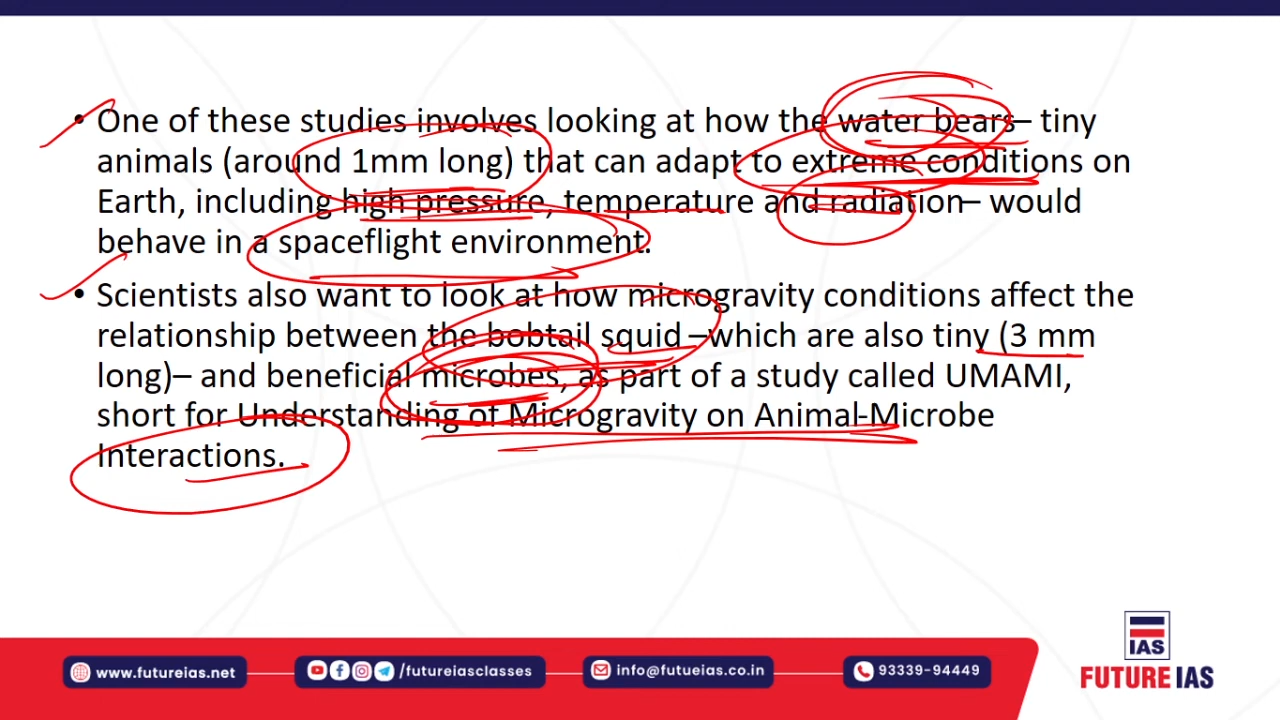 • One of these studies involves looking at how the water bears– tiny
animals (around 1mm long) that can adapt to extreme conditions on
Earth, including high pressure, temperature and radiation– would
behave in a spaceflight environment.
• Scientists also want to look at how microgravity conditions affect the
relationship between the bobtail squid –which are also tiny (3 mm
long)– and beneficial microbes, as part of a study called UMAMI,
short for Understanding of Microgravity on Animal-Microbe
Interactions.
IAS
FUTURE IAS
www.futureias.net
/futureiasclasses
info@futueias.co.in
93339-94449